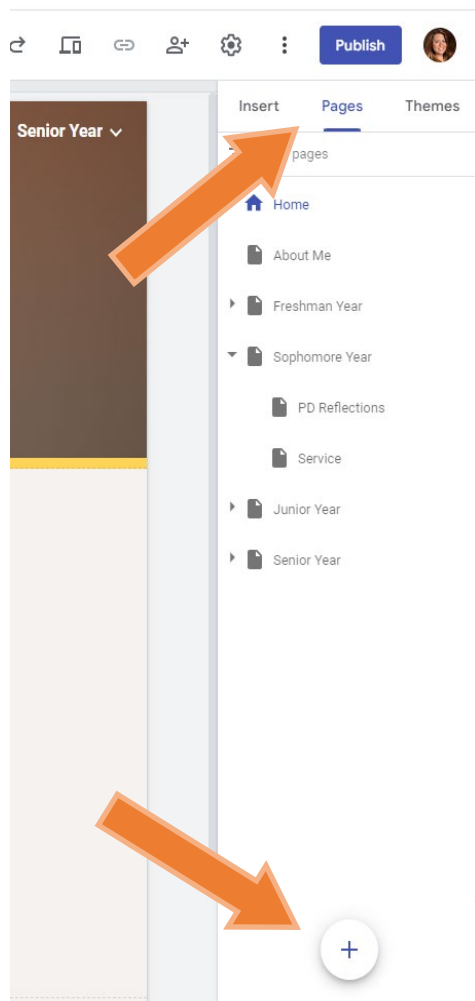 Publish
Insert Pages Themes
Senior Year
pages
Home
About Me
Freshman Year
Sophomore Year
PD Reflections
Service
Junior Year
Senior Year